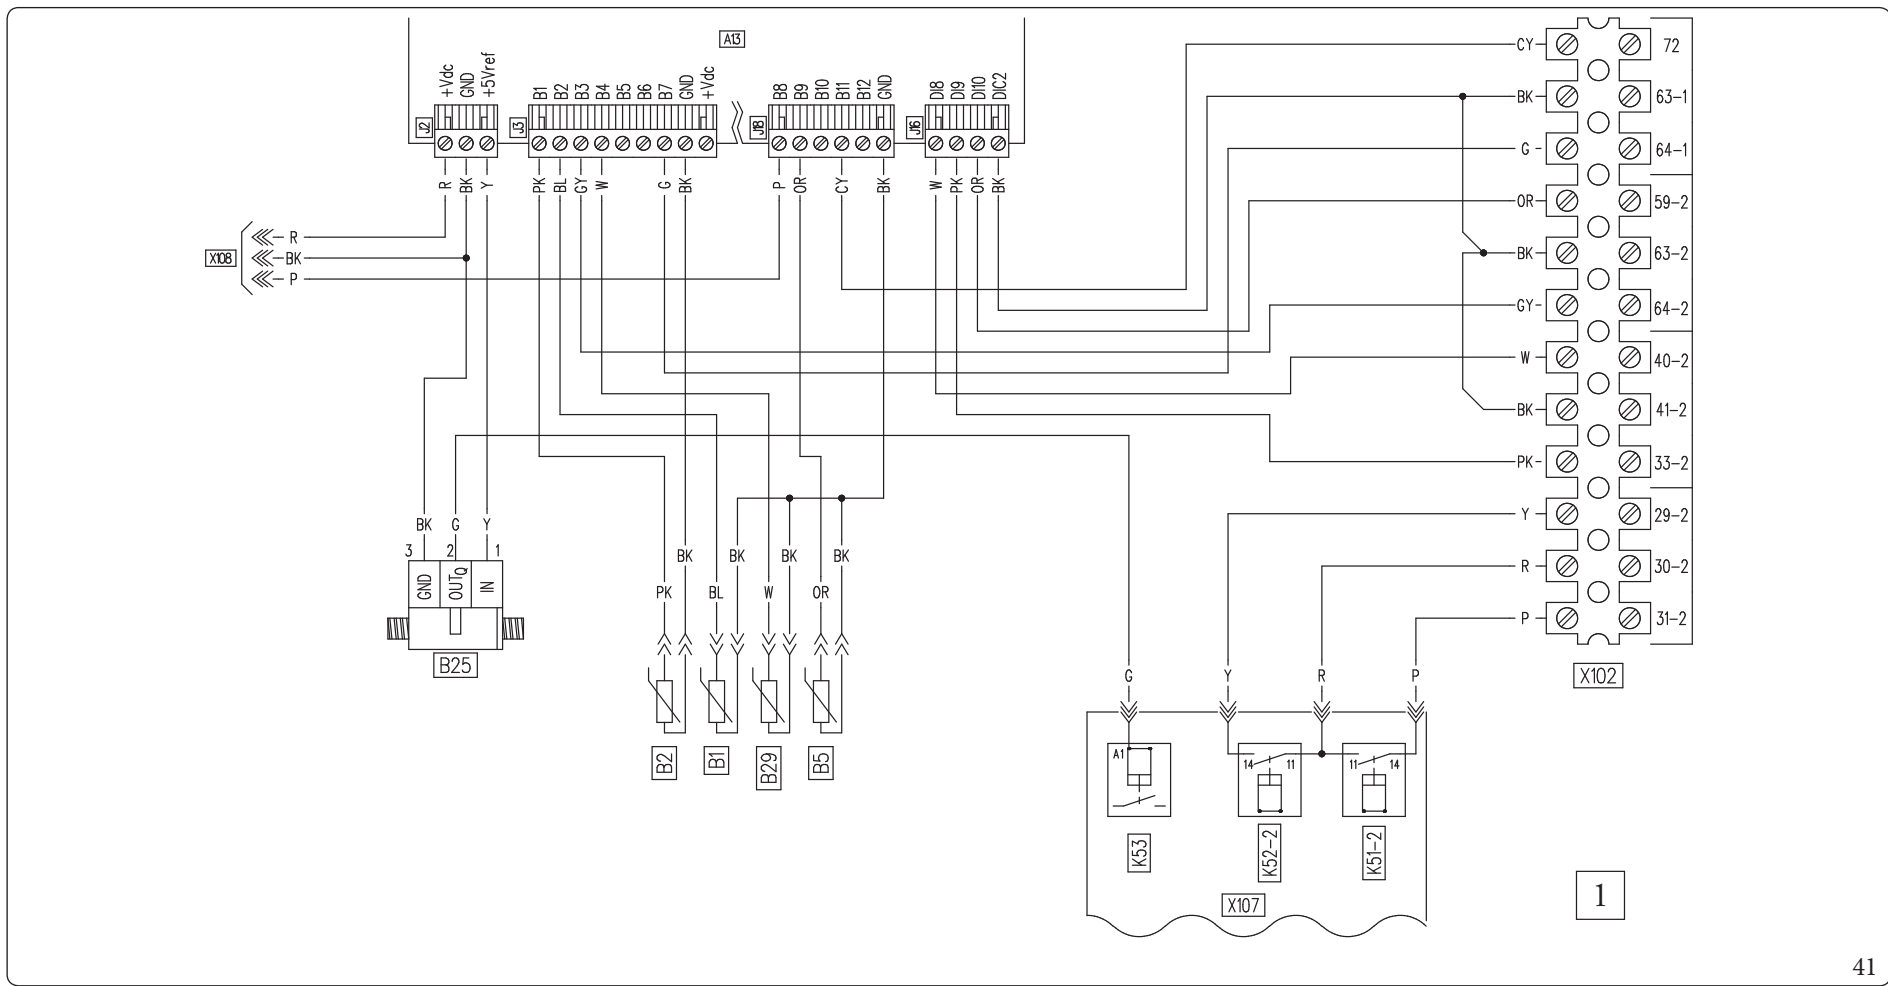 A13
+Vdc GND +5Vref
B1 B2 B3 B4 B5 B6 B7 GND +Vdc
B8 B9 B10 B11 B12 GND
DI8 DI9 DI10 DIC2
J2 J3 J18 J16
R BK Y
PK BL GY W G BK
P OR CY BK
W PK OR BK
X108
R
BK
P
CY 72
BK 63-1
G 64-1
OR 59-2
BK 63-2
GY 64-2
W 40-2
BK 41-2
PK 33-2
Y 29-2
R 30-2
P 31-2
X102
BK G Y
3 2 1
GND OUTQ IN
B25
BK BK BK BK
PK BL W OR
B2 B1 B29 B5
G Y R P
A1
14 11
11 14
K53 K52-2 K51-2
X107
1
41